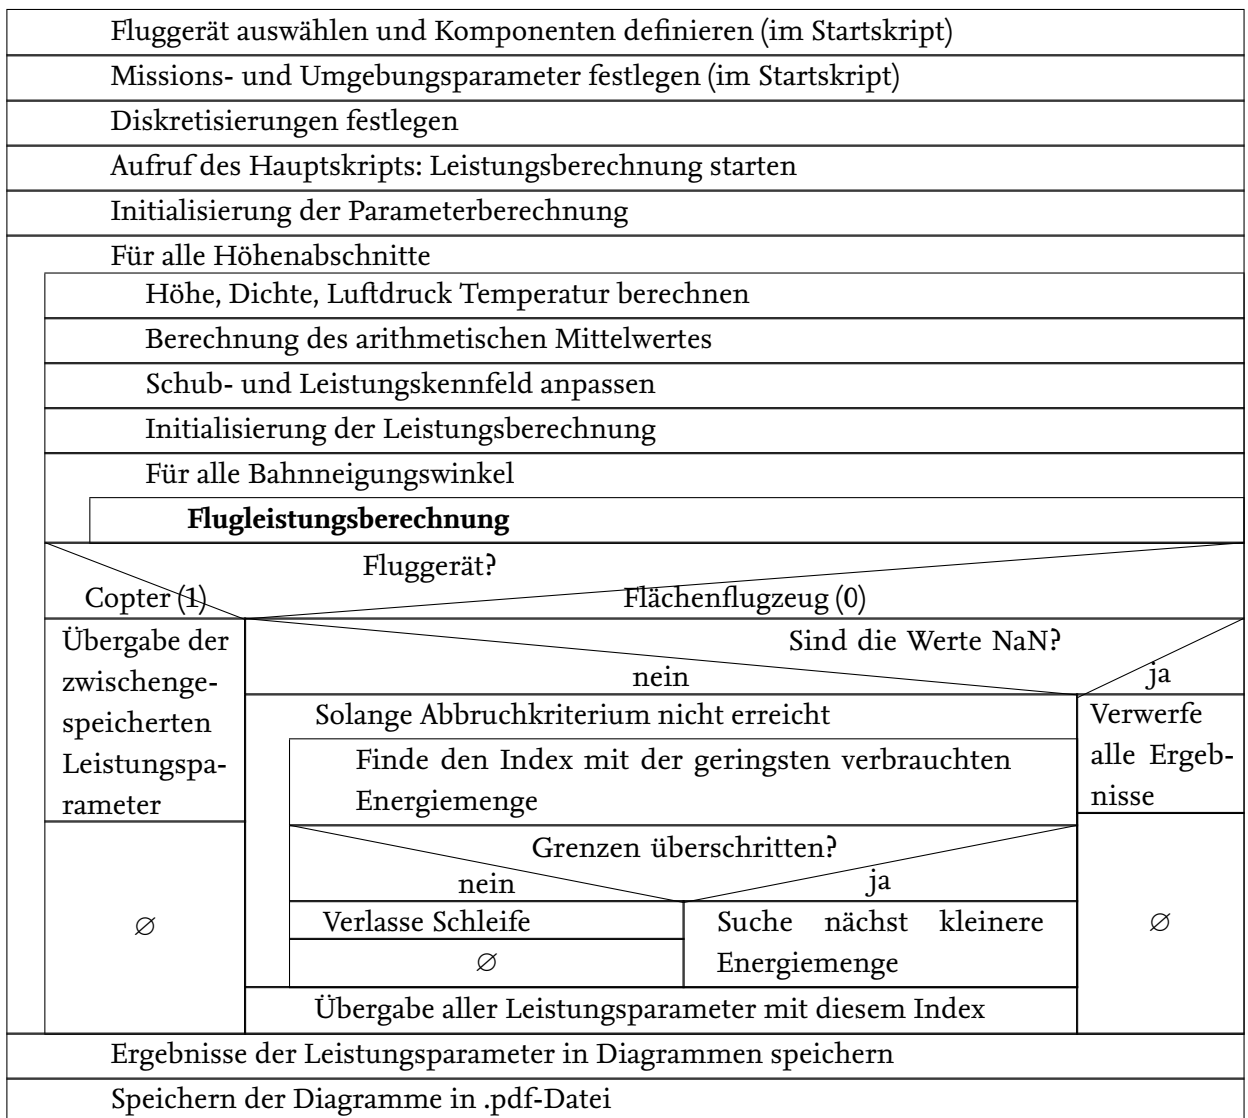 Fluggerät auswählen und Komponenten definieren (im Startskript)
Missions- und Umgebungsparameter festlegen (im Startskript)
Diskretisierungen festlegen
Aufruf des Hauptskripts: Leistungsberechnung starten
Initialisierung der Parameterberechnung
Für alle Höhenabschnitte
Höhe, Dichte, Luftdruck Temperatur berechnen
Berechnung des arithmetischen Mittelwertes
Schub- und Leistungskennfeld anpassen
Initialisierung der Leistungsberechnung
Für alle Bahnneigungswinkel
Flugleistungsberechnung
Fluggerät?
Copter (1)
Flächenflugzeug (0)
Übergabe der
zwischenge-
speicherten
Leistungspa-
rameter
∅
Sind die Werte NaN?
nein
ja
Solange Abbruchkriterium nicht erreicht
Finde den Index mit der geringsten verbrauchten
Energiemenge
Grenzen überschritten?
nein
ja
Verlasse Schleife
∅
Suche nächst kleinere
Energiemenge
Übergabe aller Leistungsparameter mit diesem Index
Verwerfe
alle Ergeb-
nisse
∅
Ergebnisse der Leistungsparameter in Diagrammen speichern
Speichern der Diagramme in .pdf-Datei